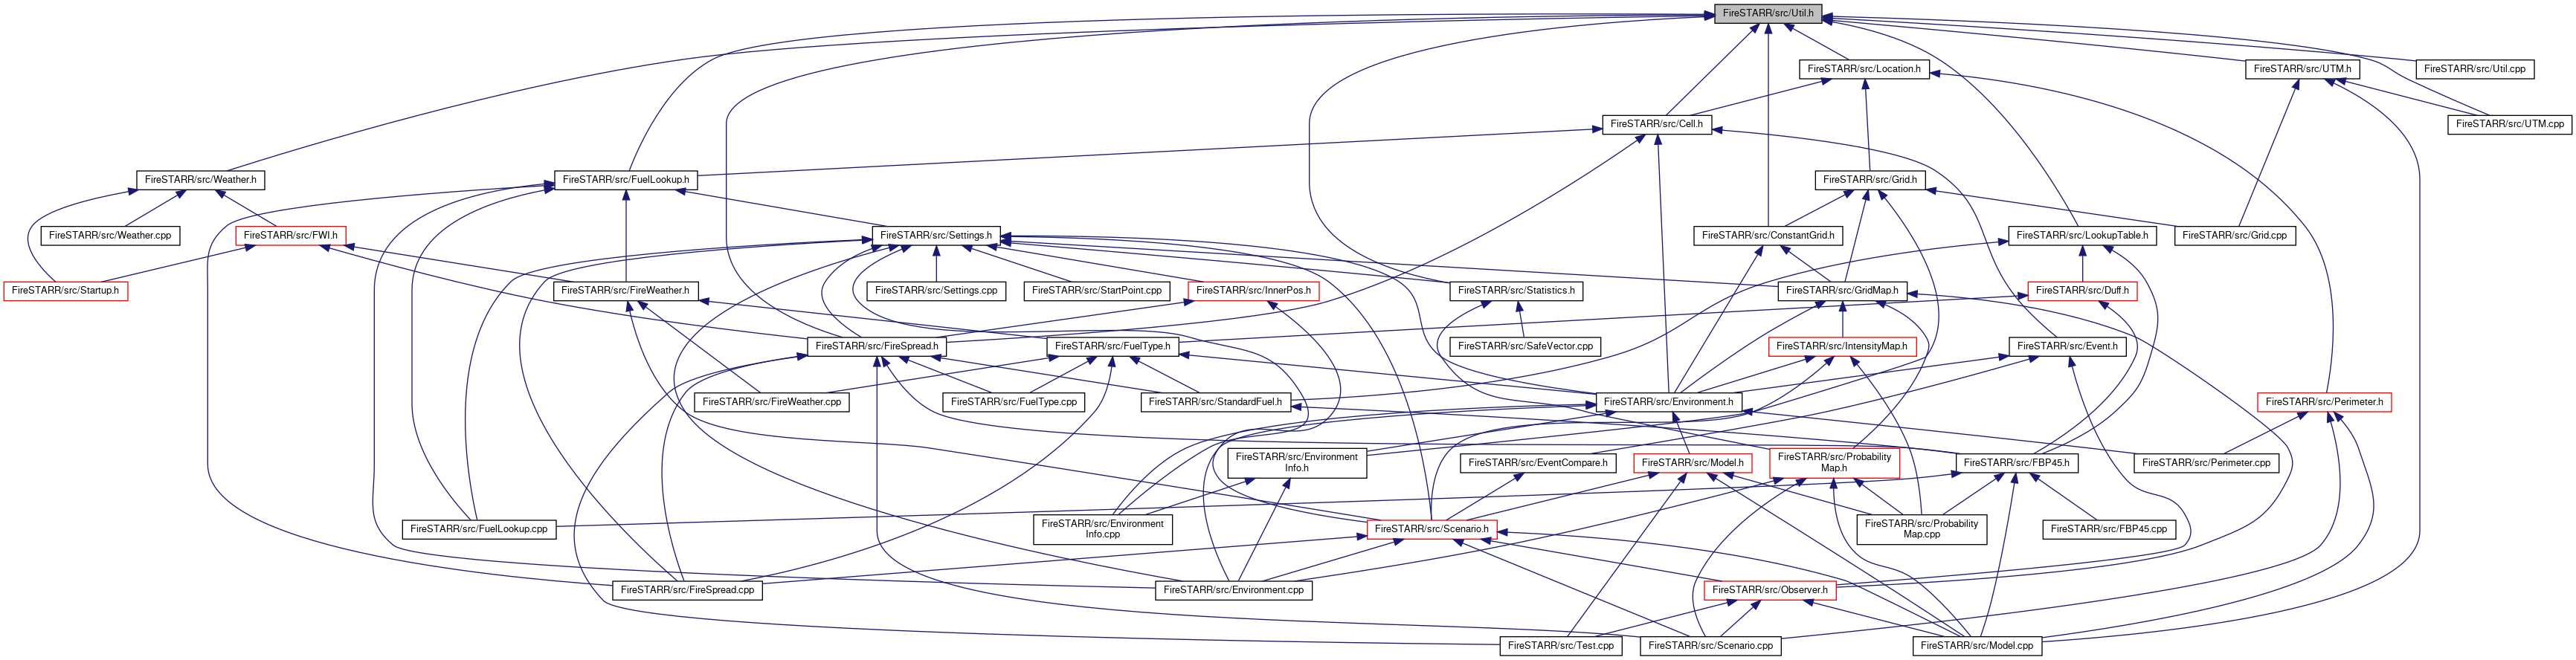 FireSTARR/src/Util.h
FireSTARR/src/Location.h
FireSTARR/src/UTM.h
FireSTARR/src/Util.cpp
FireSTARR/src/Cell.h
FireSTARR/src/UTM.cpp
FireSTARR/src/Weather.h
FireSTARR/src/FuelLookup.h
FireSTARR/src/Grid.h
FireSTARR/src/Weather.cpp
FireSTARR/src/FWI.h
FireSTARR/src/Settings.h
FireSTARR/src/ConstantGrid.h
FireSTARR/src/LookupTable.h
FireSTARR/src/Grid.cpp
FireSTARR/src/Startup.h
FireSTARR/src/FireWeather.h
FireSTARR/src/Settings.cpp
FireSTARR/src/StartPoint.cpp
FireSTARR/src/InnerPos.h
FireSTARR/src/Statistics.h
FireSTARR/src/GridMap.h
FireSTARR/src/Duff.h
FireSTARR/src/FireSpread.h
FireSTARR/src/FuelType.h
FireSTARR/src/SafeVector.cpp
FireSTARR/src/IntensityMap.h
FireSTARR/src/Event.h
FireSTARR/src/FireWeather.cpp
FireSTARR/src/FuelType.cpp
FireSTARR/src/StandardFuel.h
FireSTARR/src/Environment.h
FireSTARR/src/Perimeter.h
FireSTARR/src/Environment
Info.h
FireSTARR/src/EventCompare.h
FireSTARR/src/Model.h
FireSTARR/src/Probability
Map.h
FireSTARR/src/FBP45.h
FireSTARR/src/Perimeter.cpp
FireSTARR/src/FuelLookup.cpp
FireSTARR/src/Environment
Info.cpp
FireSTARR/src/Scenario.h
FireSTARR/src/Probability
Map.cpp
FireSTARR/src/FBP45.cpp
FireSTARR/src/FireSpread.cpp
FireSTARR/src/Environment.cpp
FireSTARR/src/Observer.h
FireSTARR/src/Test.cpp
FireSTARR/src/Scenario.cpp
FireSTARR/src/Model.cpp